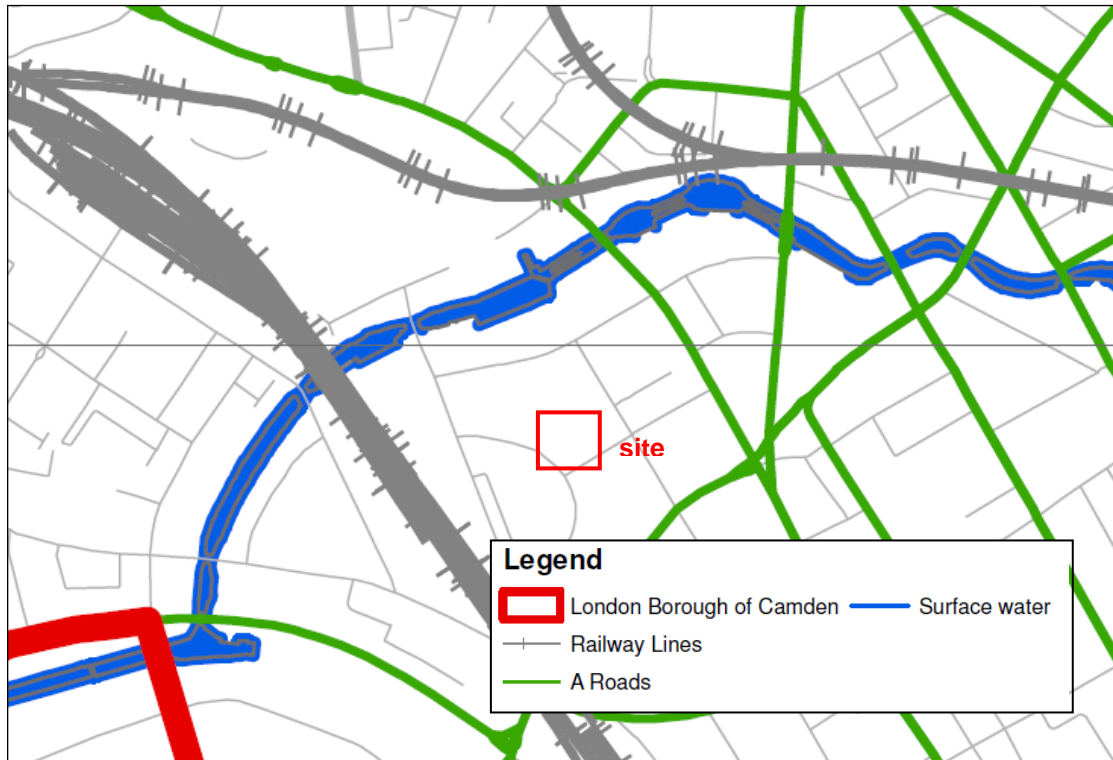 site
Legend
London Borough of Camden
Surface water
Railway Lines
A Roads